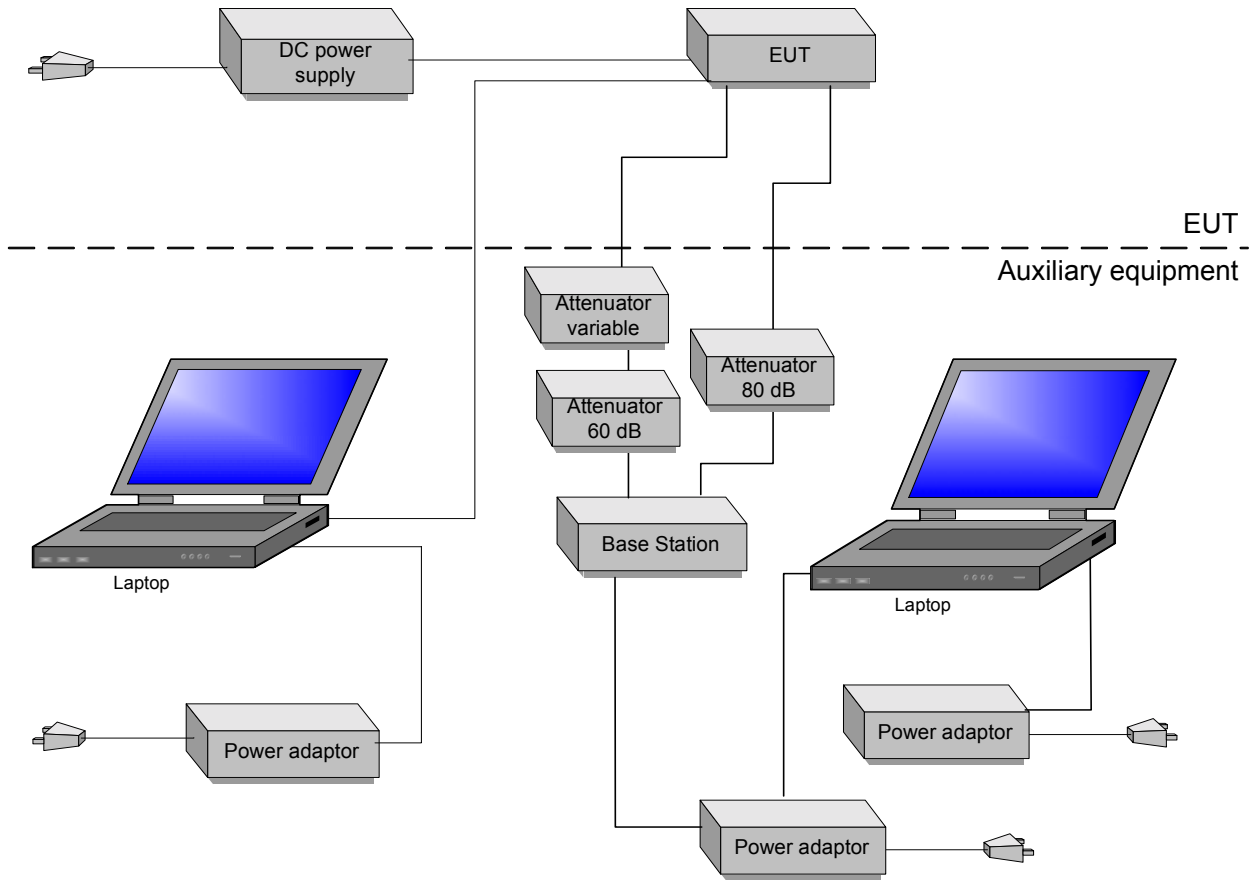 DC power
supply
EUT
EUT
Auxiliary equipment
Attenuator
variable
Attenuator
80 dB
Attenuator
60 dB
Base Station
Laptop
Laptop
Power adaptor
Power adaptor
Power adaptor